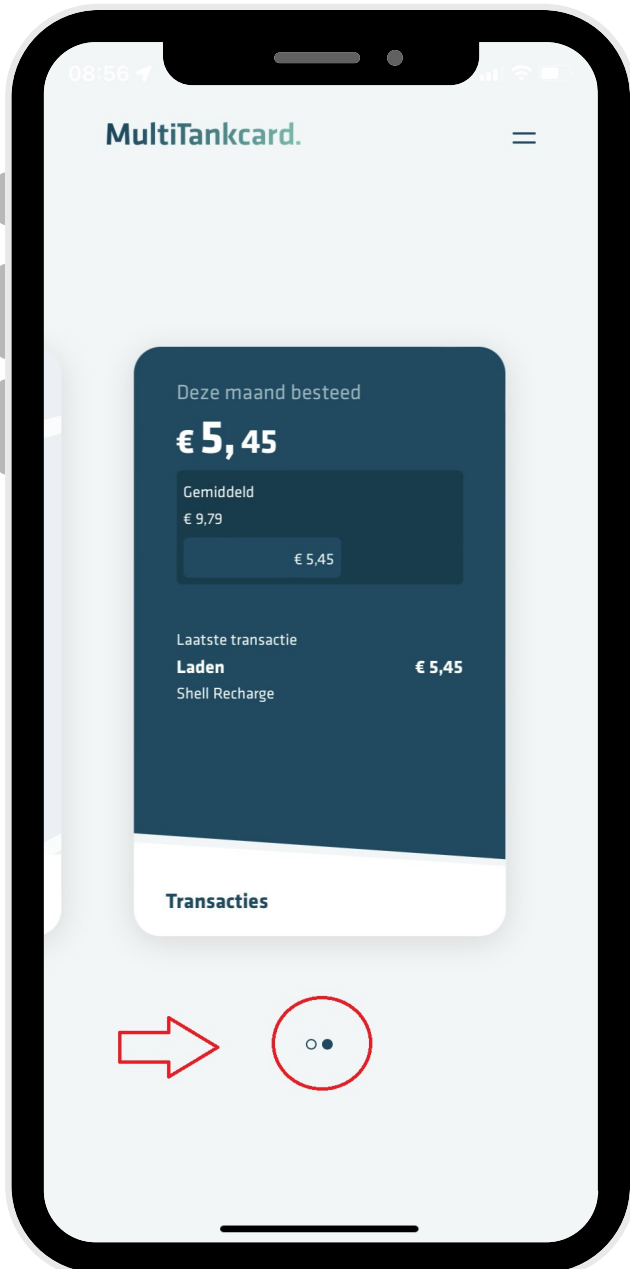 08:56
MultiTankcard.
Deze maand besteed
€ 5, 45
Gemiddeld
€ 9,79
€ 5,45
Laatste transactie
Laden € 5,45
Shell Recharge
Transacties